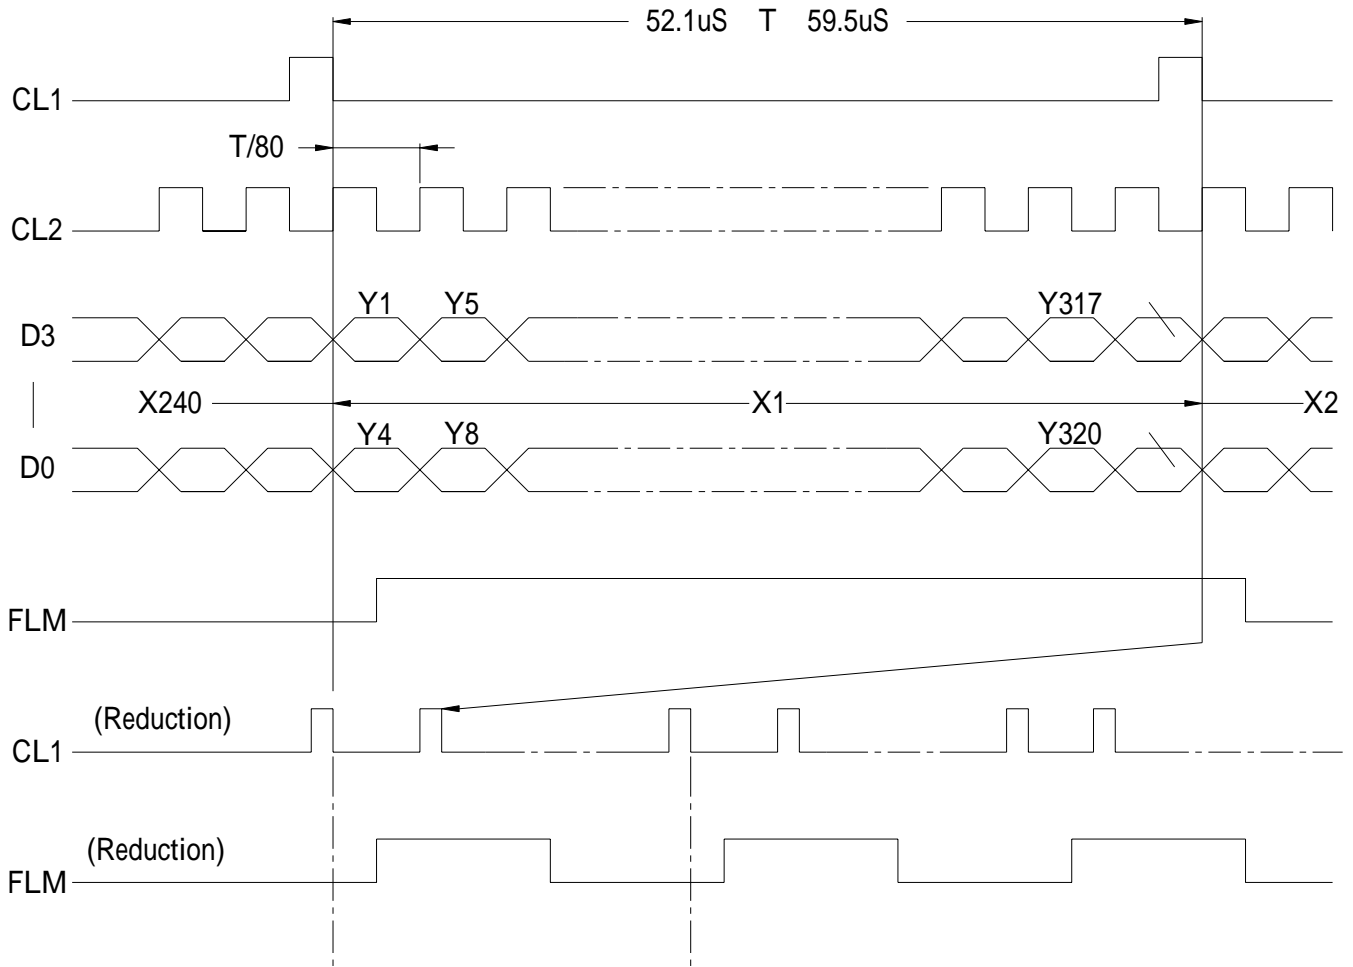 52.1uS T 59.5uS
CL1
T/80
CL2
Y1 Y5 Y317
D3
X240 X1 X2
Y4 Y8 Y320
D0
FLM
(Reduction)
CL1
(Reduction)
FLM